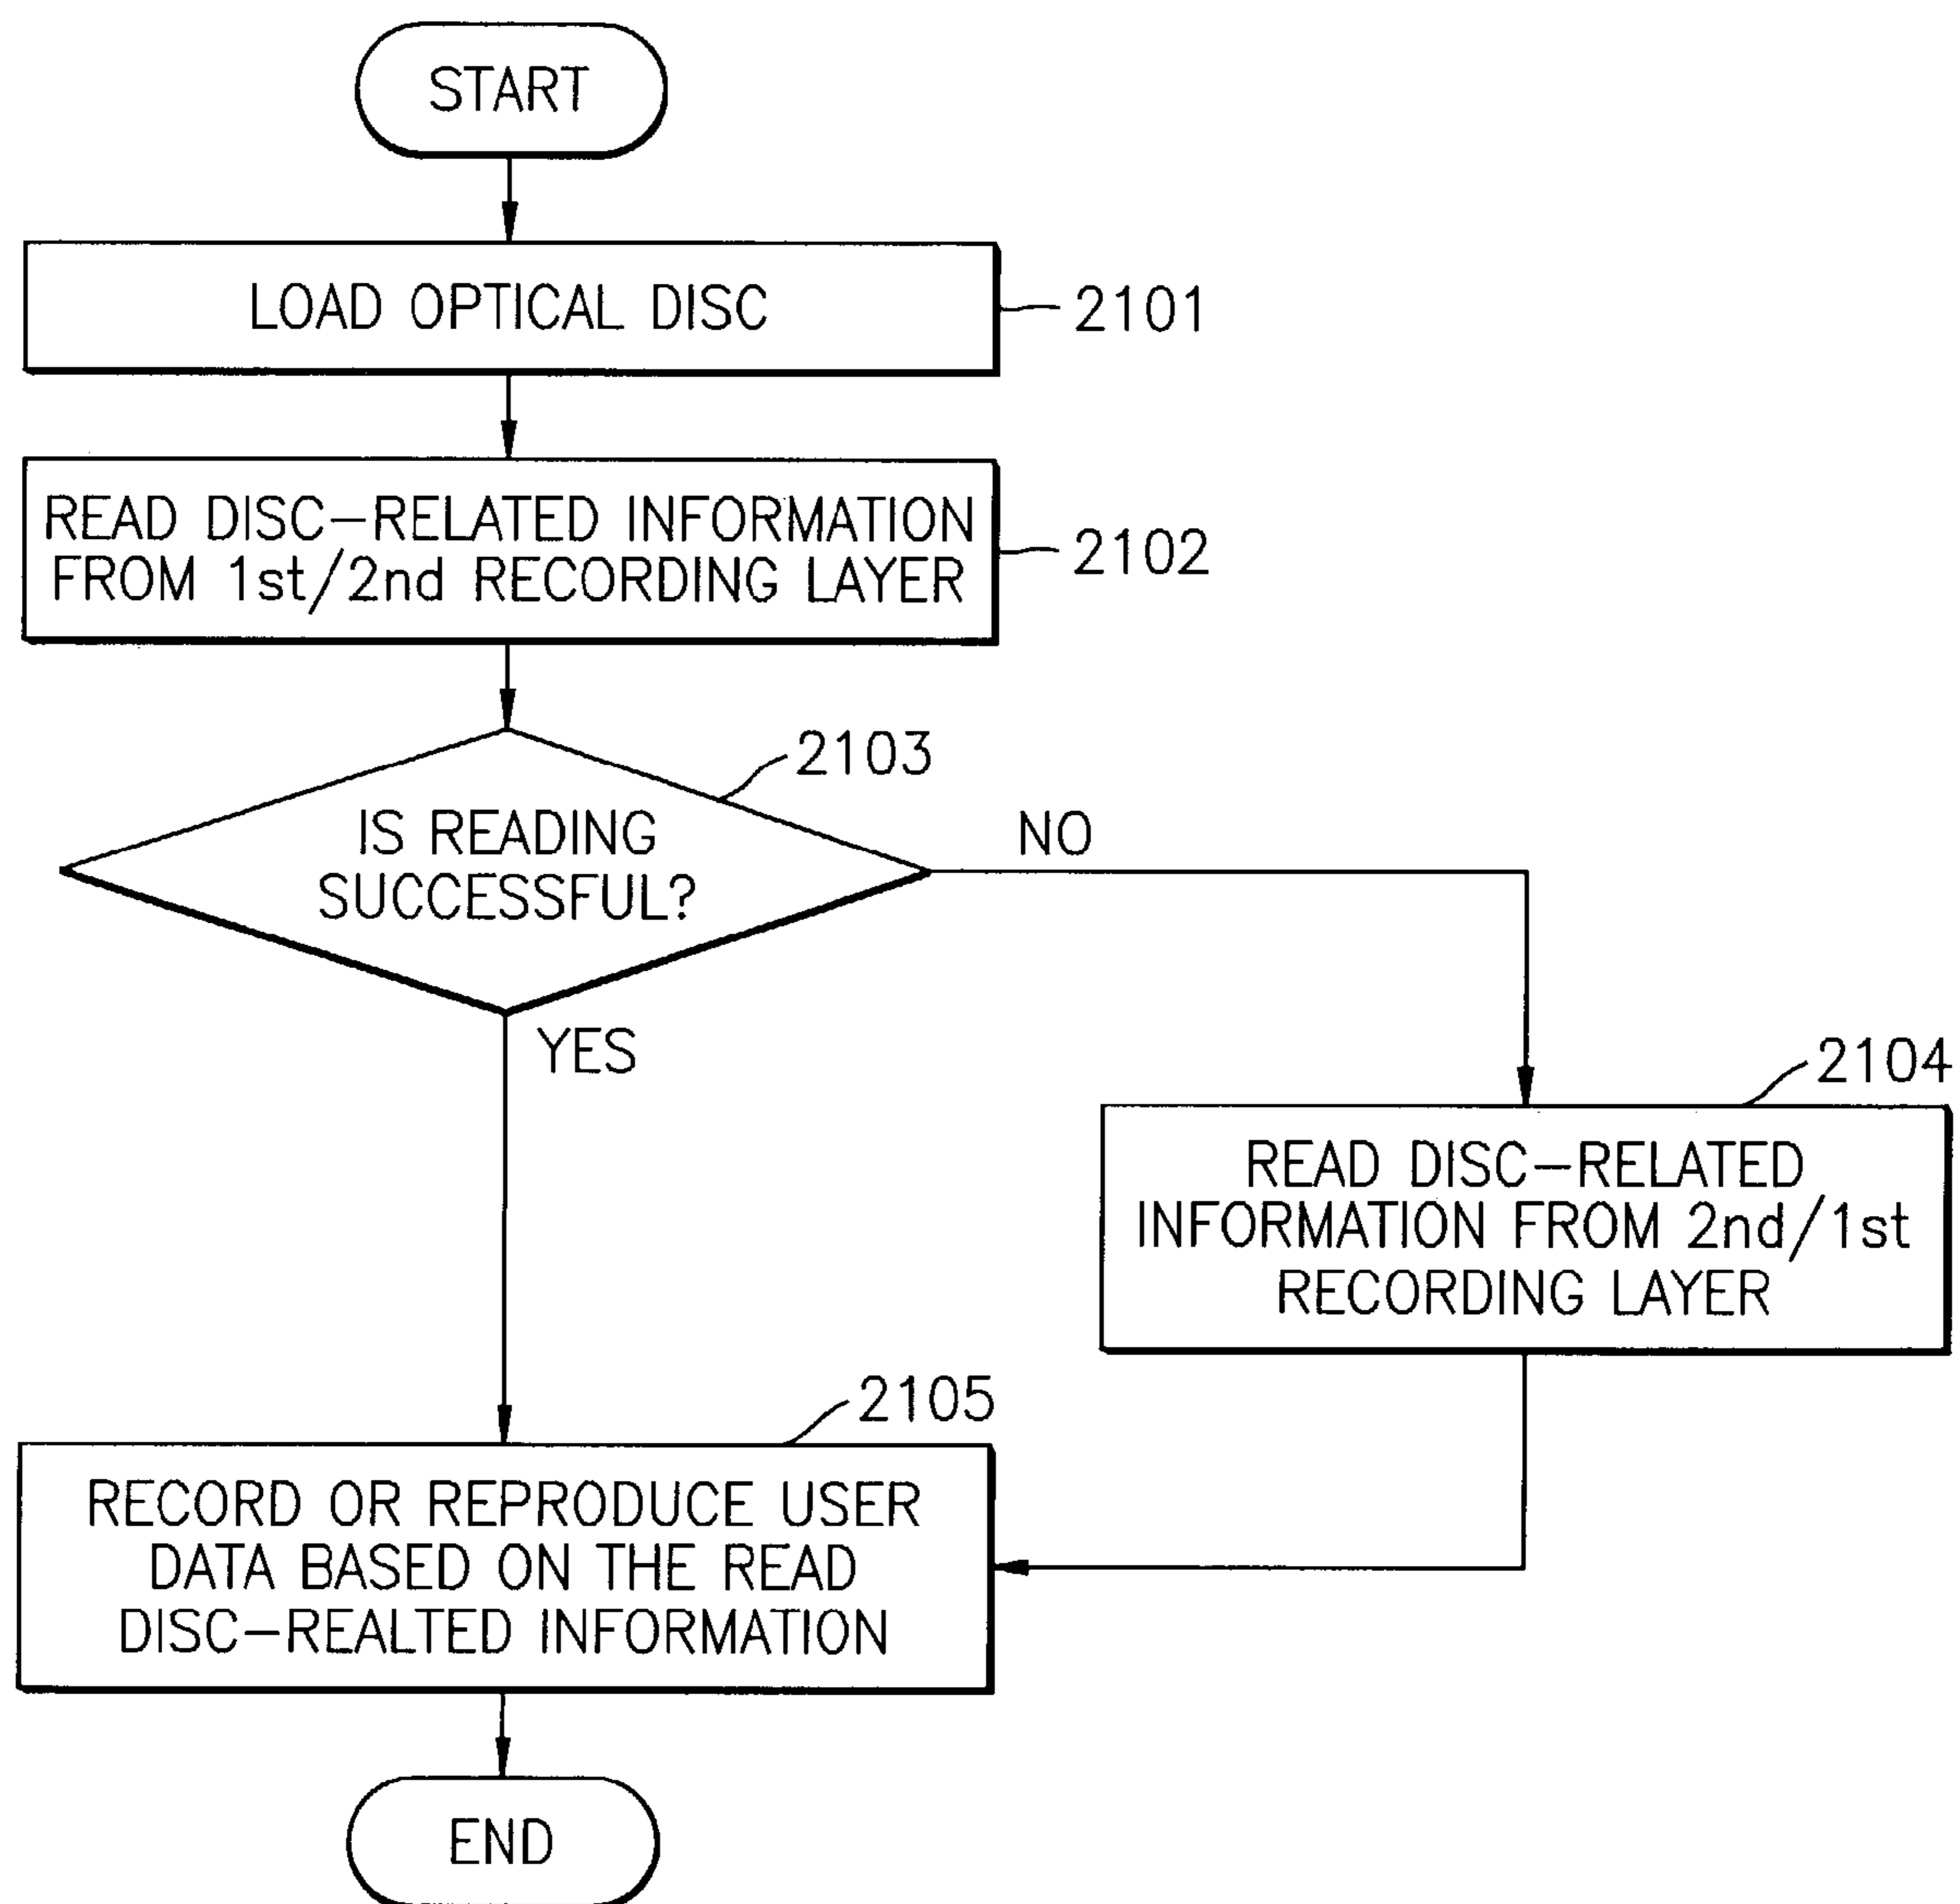 START
LOAD OPTICAL DISC
2101
READ DISC-RELATED INFORMATION
FROM 1st/2nd RECORDING LAYER
2102
2103
IS READING
SUCCESSFUL?
NO
YES
2104
READ DISC-RELATED
INFORMATION FROM 2nd/1st
RECORDING LAYER
2105
RECORD OR REPRODUCE USER
DATA BASED ON THE READ
DISC-REALTED INFORMATION
END